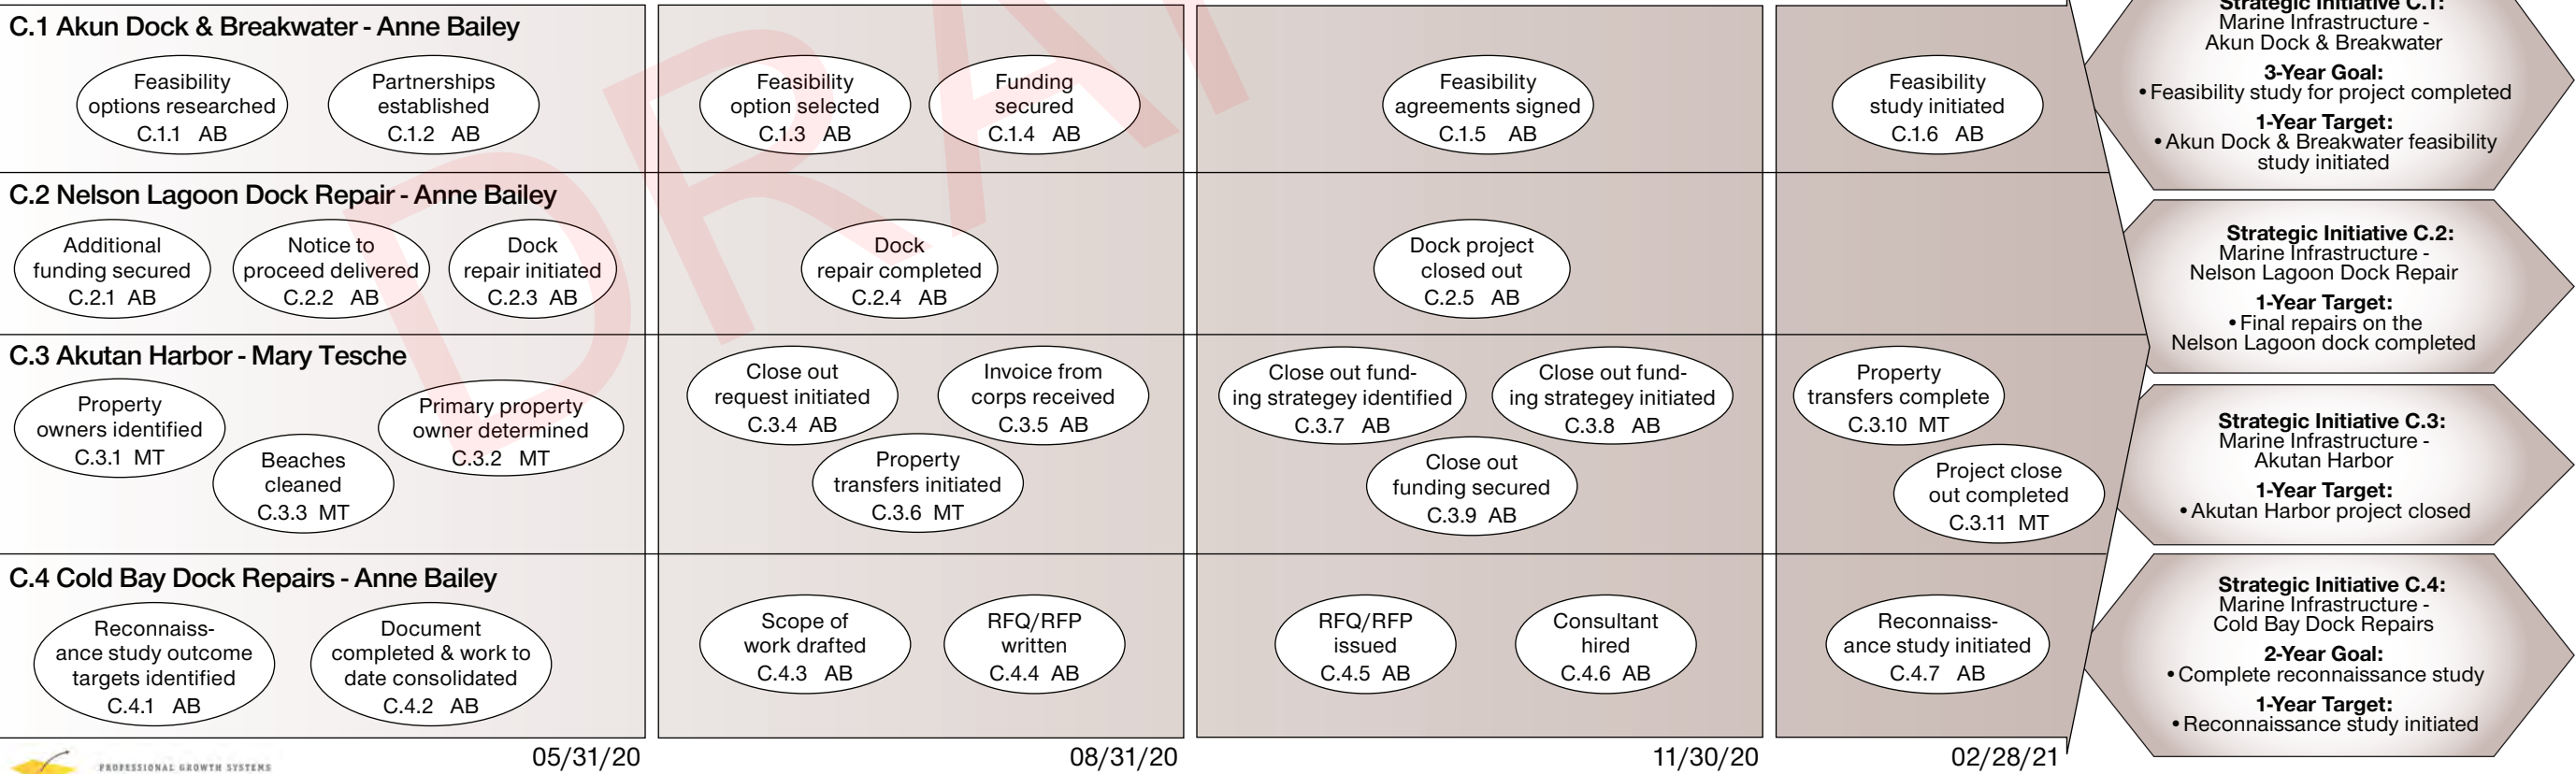 C.1 Akun Dock & Breakwater - Anne Bailey
Feasibility
options researched
C.1.1 AB
Partnerships
established
C.1.2 AB
Feasibility
option selected
C.1.3 AB
Funding
secured
C.1.4 AB
Feasibility
agreements signed
C.1.5 AB
Feasibility
study initiated
C.1.6 AB
Strategic Initiative C.1:
Marine Infrastructure -
Akun Dock & Breakwater
3-Year Goal:
• Feasibility study for project completed
1-Year Target:
• Akun Dock & Breakwater feasibility
study initiated
C.2 Nelson Lagoon Dock Repair - Anne Bailey
Additional
funding secured
C.2.1 AB
Notice to
proceed delivered
C.2.2 AB
Dock
repair initiated
C.2.3 AB
Dock
repair completed
C.2.4 AB
Dock project
closed out
C.2.5 AB
Strategic Initiative C.2:
Marine Infrastructure -
Nelson Lagoon Dock Repair
1-Year Target:
• Final repairs on the
Nelson Lagoon dock completed
C.3 Akutan Harbor - Mary Tesche
Property
owners identified
C.3.1 MT
Beaches
cleaned
C.3.3 MT
Primary property
owner determined
C.3.2 MT
Close out
request initiated
C.3.4 AB
Invoice from
corps received
C.3.5 AB
Property
transfers initiated
C.3.6 MT
Close out fund-
ing strategey identified
C.3.7 AB
Close out fund-
ing strategey initiated
C.3.8 AB
Close out
funding secured
C.3.9 AB
Property
transfers complete
C.3.10 MT
Project close
out completed
C.3.11 MT
Strategic Initiative C.3:
Marine Infrastructure -
Akutan Harbor
1-Year Target:
• Akutan Harbor project closed
C.4 Cold Bay Dock Repairs - Anne Bailey
Reconnaiss-
ance study outcome
targets identified
C.4.1 AB
Document
completed & work to
date consolidated
C.4.2 AB
Scope of
work drafted
C.4.3 AB
RFQ/RFP
written
C.4.4 AB
RFQ/RFP
issued
C.4.5 AB
Consultant
hired
C.4.6 AB
Reconnaiss-
ance study initiated
C.4.7 AB
Strategic Initiative C.4:
Marine Infrastructure -
Cold Bay Dock Repairs
2-Year Goal:
• Complete reconnaissance study
1-Year Target:
• Reconnaissance study initiated
DRAF
PROFESSIONAL GROWTH SYSTEMS
05/31/20
08/31/20
11/30/20
02/28/21